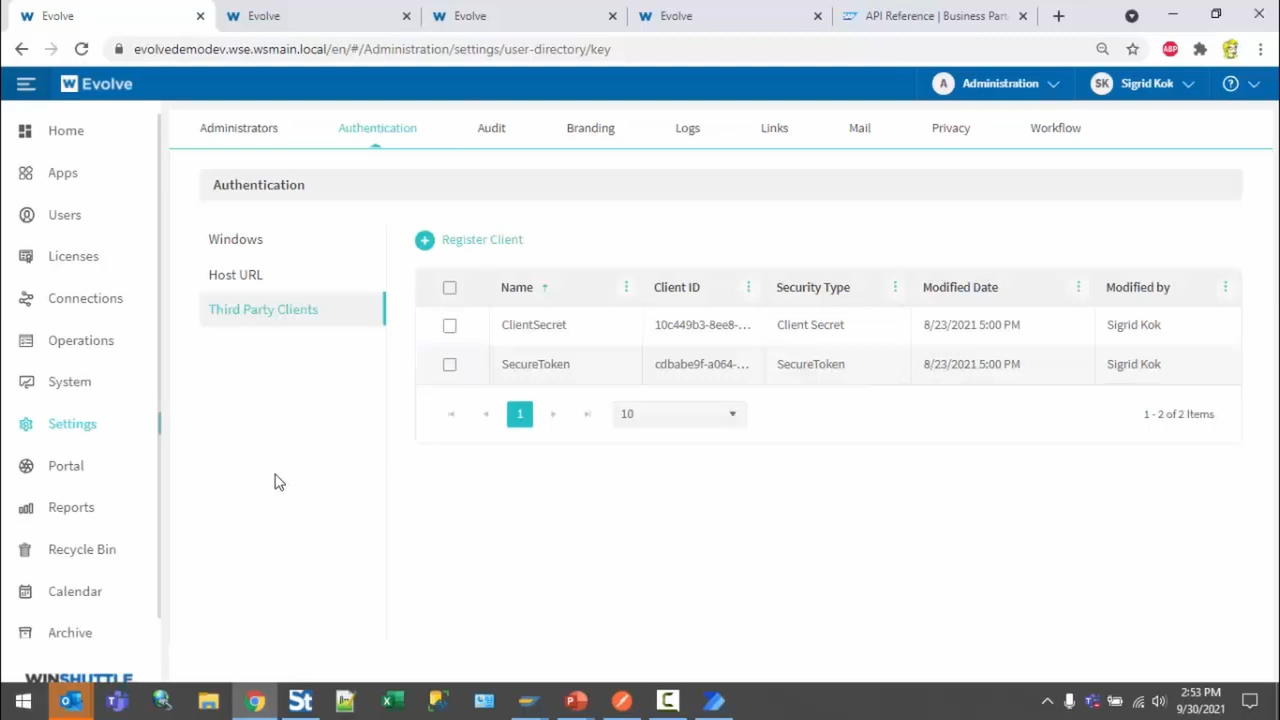 Evolve
Evolve
Evolve
Evolve
API Reference | Business Part
evolvedemodev.wse.wsmain.local/en/#/Administration/settings/user-directory/key
ABP
W Evolve
A Administration
SK Sigrid Kok
Home
Apps
Users
Licenses
Connections
Operations
System
Settings
Portal
Reports
Recycle Bin
Calendar
Archive
WINSHUTTLE
Administrators Authentication Audit Branding Logs Links Mail Privacy Workflow
Authentication
Windows
Host URL
Third Party Clients
Register Client
Name Client ID Security Type Modified Date Modified by
ClientSecret 10c449b3-8ee8-... Client Secret 8/23/2021 5:00 PM Sigrid Kok
SecureToken cdbabe9f-a064-... SecureToken 8/23/2021 5:00 PM Sigrid Kok
1 10 1 - 2 of 2 Items
St
2:53 PM
9/30/2021